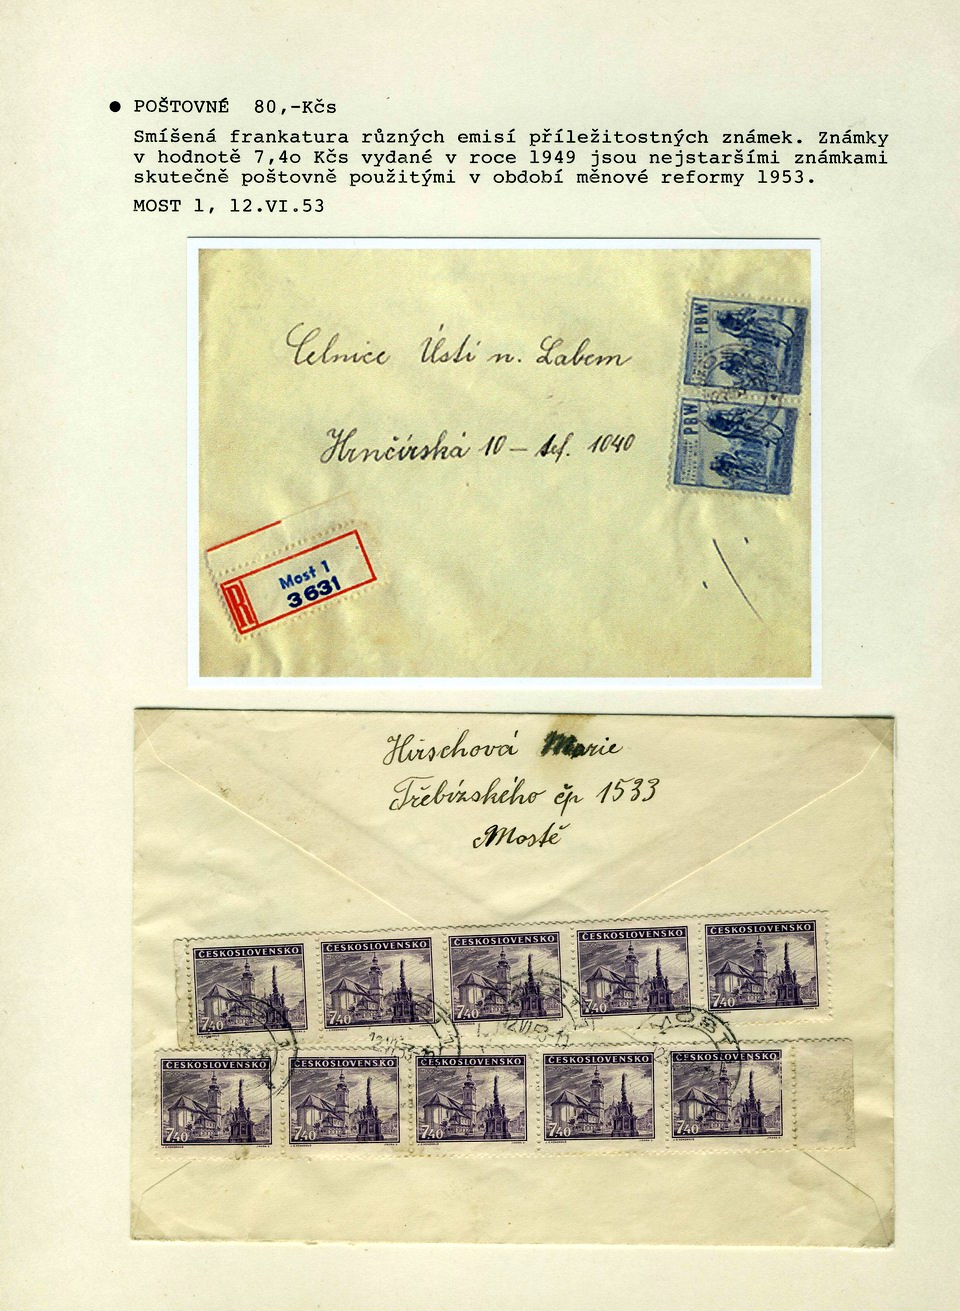 ● POŠTOVNÉ 80,-Kčs
Smíšená frankatura různých emisí příležitostných známek. Známky
v hodnotě 7,4o Kčs vydané v roce 1949 jsou nejstaršími známkami
skutečně poštovně použitými v období měnové reformy 1953.
MOST 1, 12.VI.53
Celnice Ústí n. Labem
Hrnčírská 10 – tel. 1040
PBW
PBW
R
Most 1
3631
Hirschová Marie
Třebízského čp 1533
Mostě
ČESKOSLOVENSKO ČESKOSLOVENSKO ČESKOSLOVENSKO ČESKOSLOVENSKO ČESKOSLOVENSKO
7,40 7,40 7,40 7,40 7,40
ČESKOSLOVENSKO ČESKOSLOVENSKO ČESKOSLOVENSKO ČESKOSLOVENSKO ČESKOSLOVENSKO
7,40 7,40 7,40 7,40 7,40